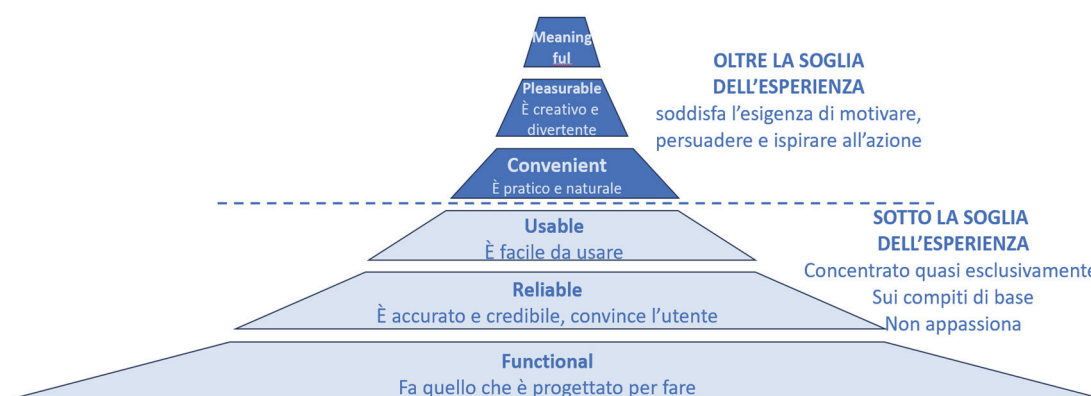 Meaning
ful
Pleasurable
È creativo e
divertente
Convenient
È pratico e naturale
OLTRE LA SOGLIA
DELL’ESPERIENZA
soddisfa l’esigenza di motivare,
persuadere e ispirare all’azione
Usable
È facile da usare
Reliable
È accurato e credibile, convince l’utente
Functional
Fa quello che è progettato per fare
SOTTO LA SOGLIA
DELL’ESPERIENZA
Concentrato quasi esclusivamente
Sui compiti di base
Non appassiona